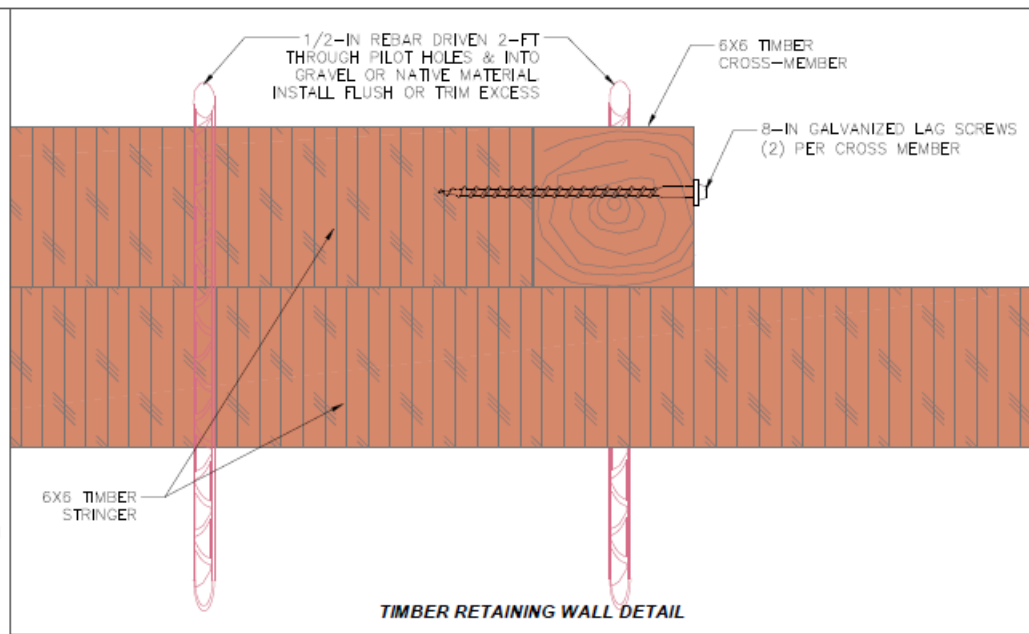 1/2-IN REBAR DRIVEN 2-FT
THROUGH PILOT HOLES & INTO
GRAVEL OR NATIVE MATERIAL.
INSTALL FLUSH OR TRIM EXCESS
6X6 TIMBER
CROSS-MEMBER
8-IN GALVANIZED LAG SCREWS
(2) PER CROSS MEMBER
6X6 TIMBER
STRINGER
TIMBER RETAINING WALL DETAIL